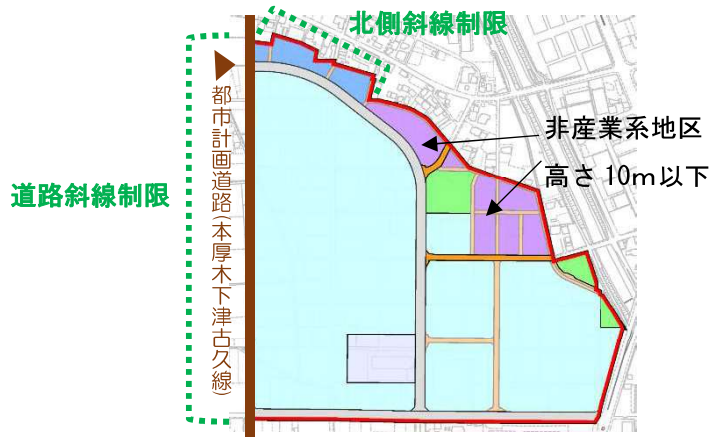 北側斜線制限
道路斜線制限
都市計画道路(本厚木下津古久線)
非産業系地区
高さ10m以下